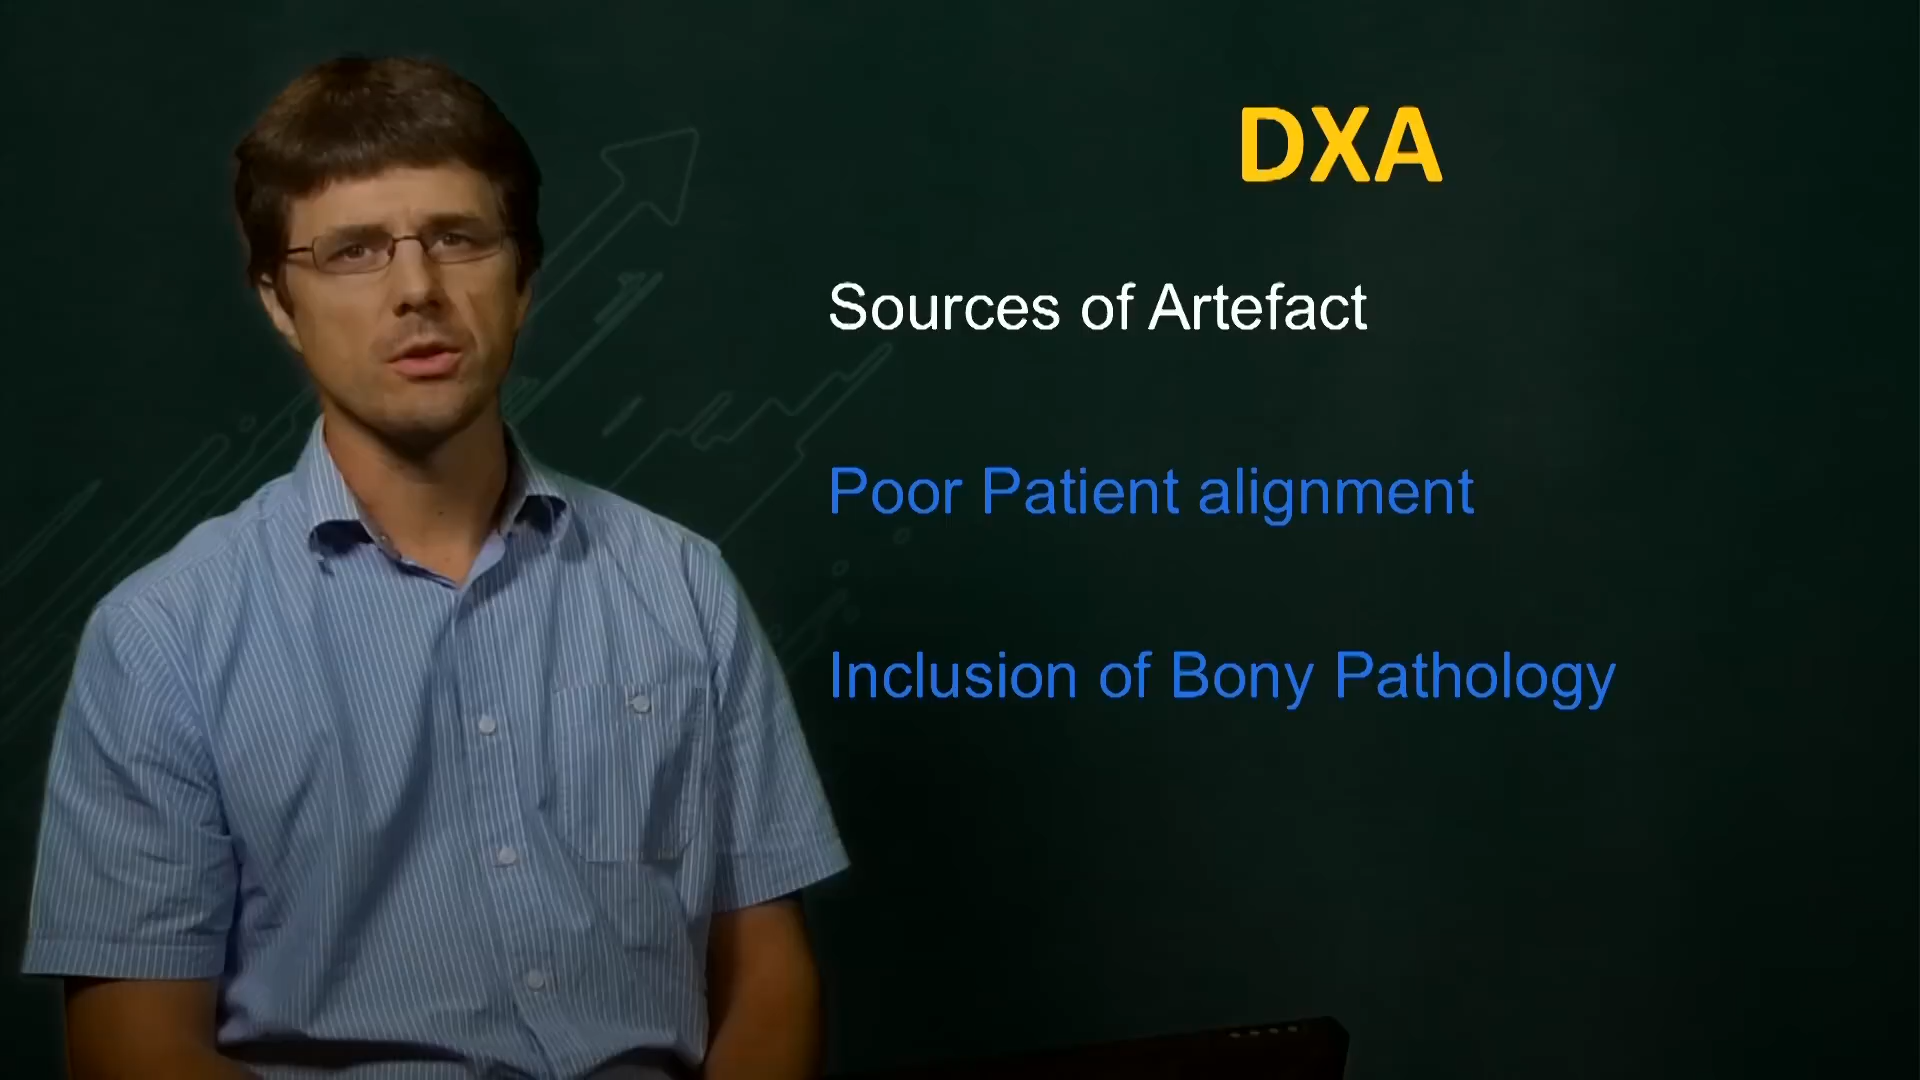 DXA
Sources of Artefact
Poor Patient alignment
Inclusion of Bony Pathology